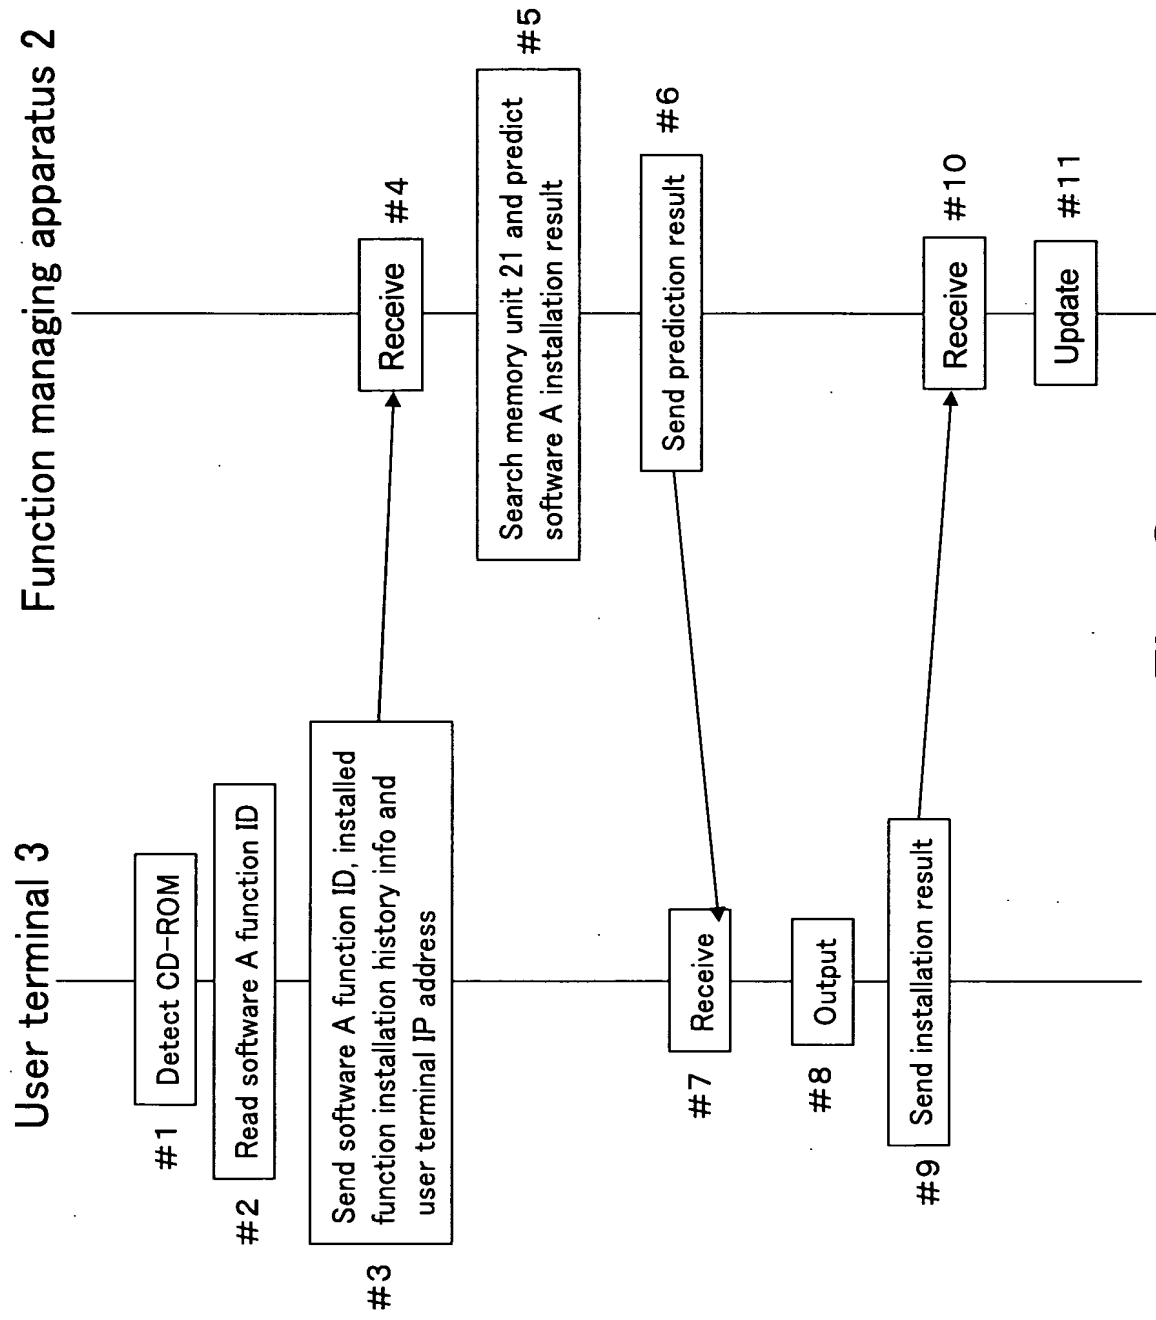 User terminal 3
Function managing apparatus 2
#1
Detect CD-ROM
#2
Read software A function ID
#3
Send software A function ID, installed
function installation history info and
user terminal IP address
Receive
#4
Search memory unit 21 and predict
software A installation result
#5
Send prediction result
#6
#7
Receive
#8
Output
#9
Send installation result
Receive
#10
Update
#11